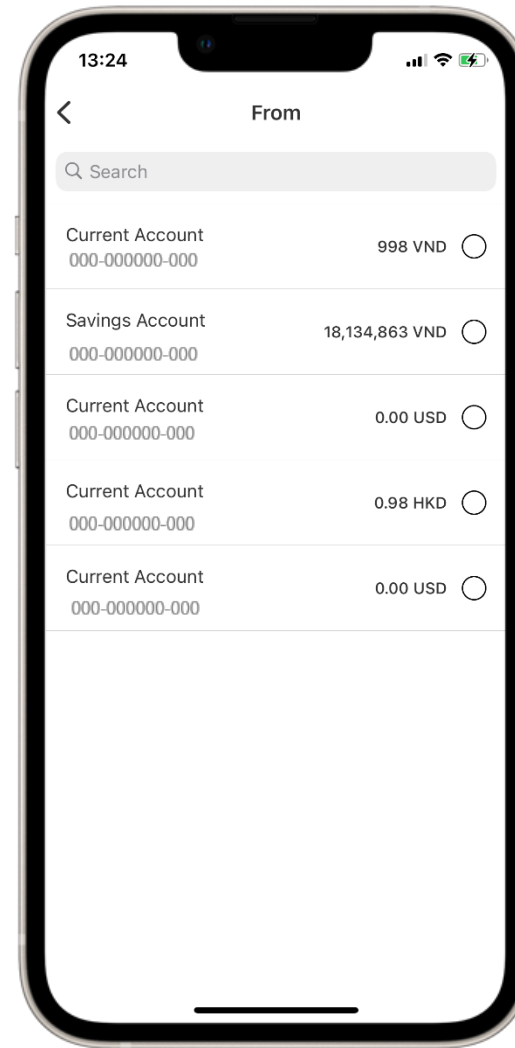 13:24
From
Search
Current Account
998 VND
000-000000-000
Savings Account
18,134,863 VND
000-000000-000
Current Account
0.00 USD
000-000000-000
Current Account
0.98 HKD
000-000000-000
Current Account
0.00 USD
000-000000-000